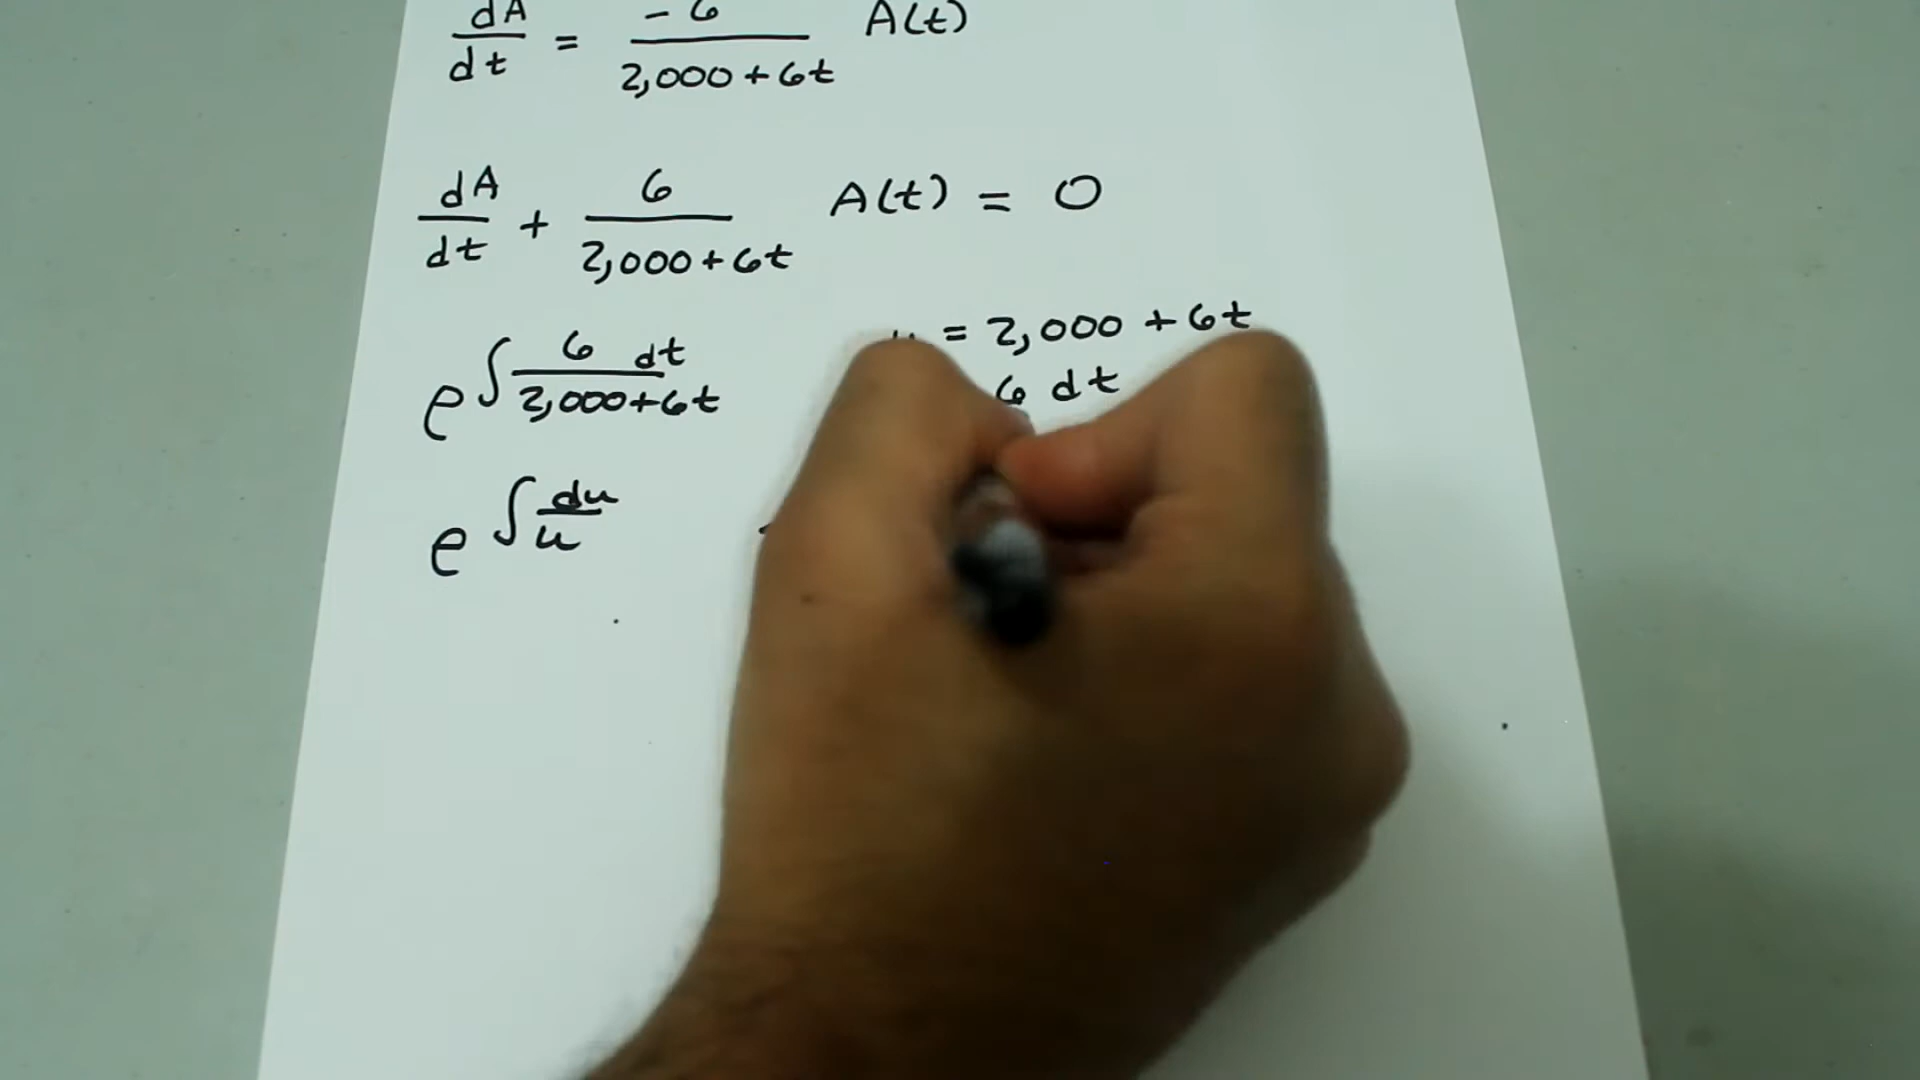 dA/dt = -6/(2,000+6t) A(t)
dA/dt + 6/(2,000+6t) A(t) = 0
e^∫ 6 dt/(2,000+6t)
= 2,000 + 6t
6 dt
e^∫ du/u